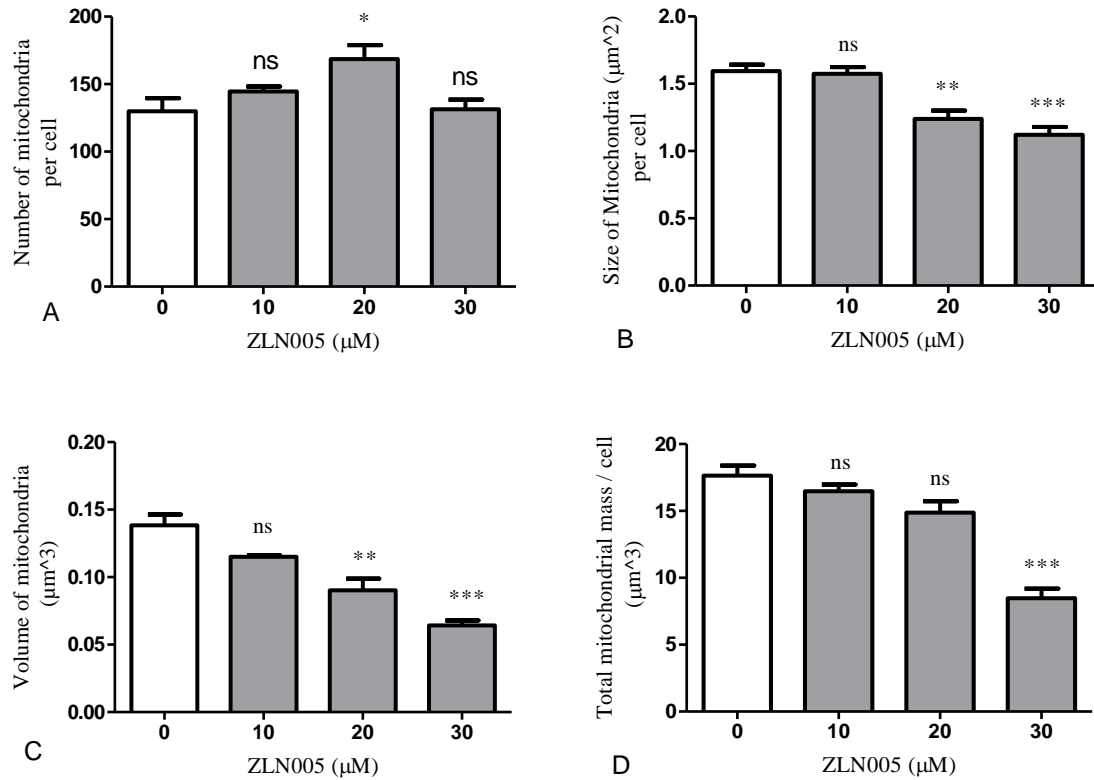 200
150
100
50
0
Number of mitochondria
per cell
ns
*
ns
0 10 20 30
ZLN005 (μM)
A
2.0
1.5
1.0
0.5
0.0
Size of Mitochondria (μm^2)
per cell
ns
**
***
0 10 20 30
ZLN005 (μM)
B
0.20
0.15
0.10
0.05
0.00
Volume of mitochondria
(μm^3)
ns
**
***
0 10 20 30
ZLN005 (μM)
C
20
15
10
5
0
Total mitochondrial mass / cell
(μm^3)
ns
ns
***
0 10 20 30
ZLN005 (μM)
D